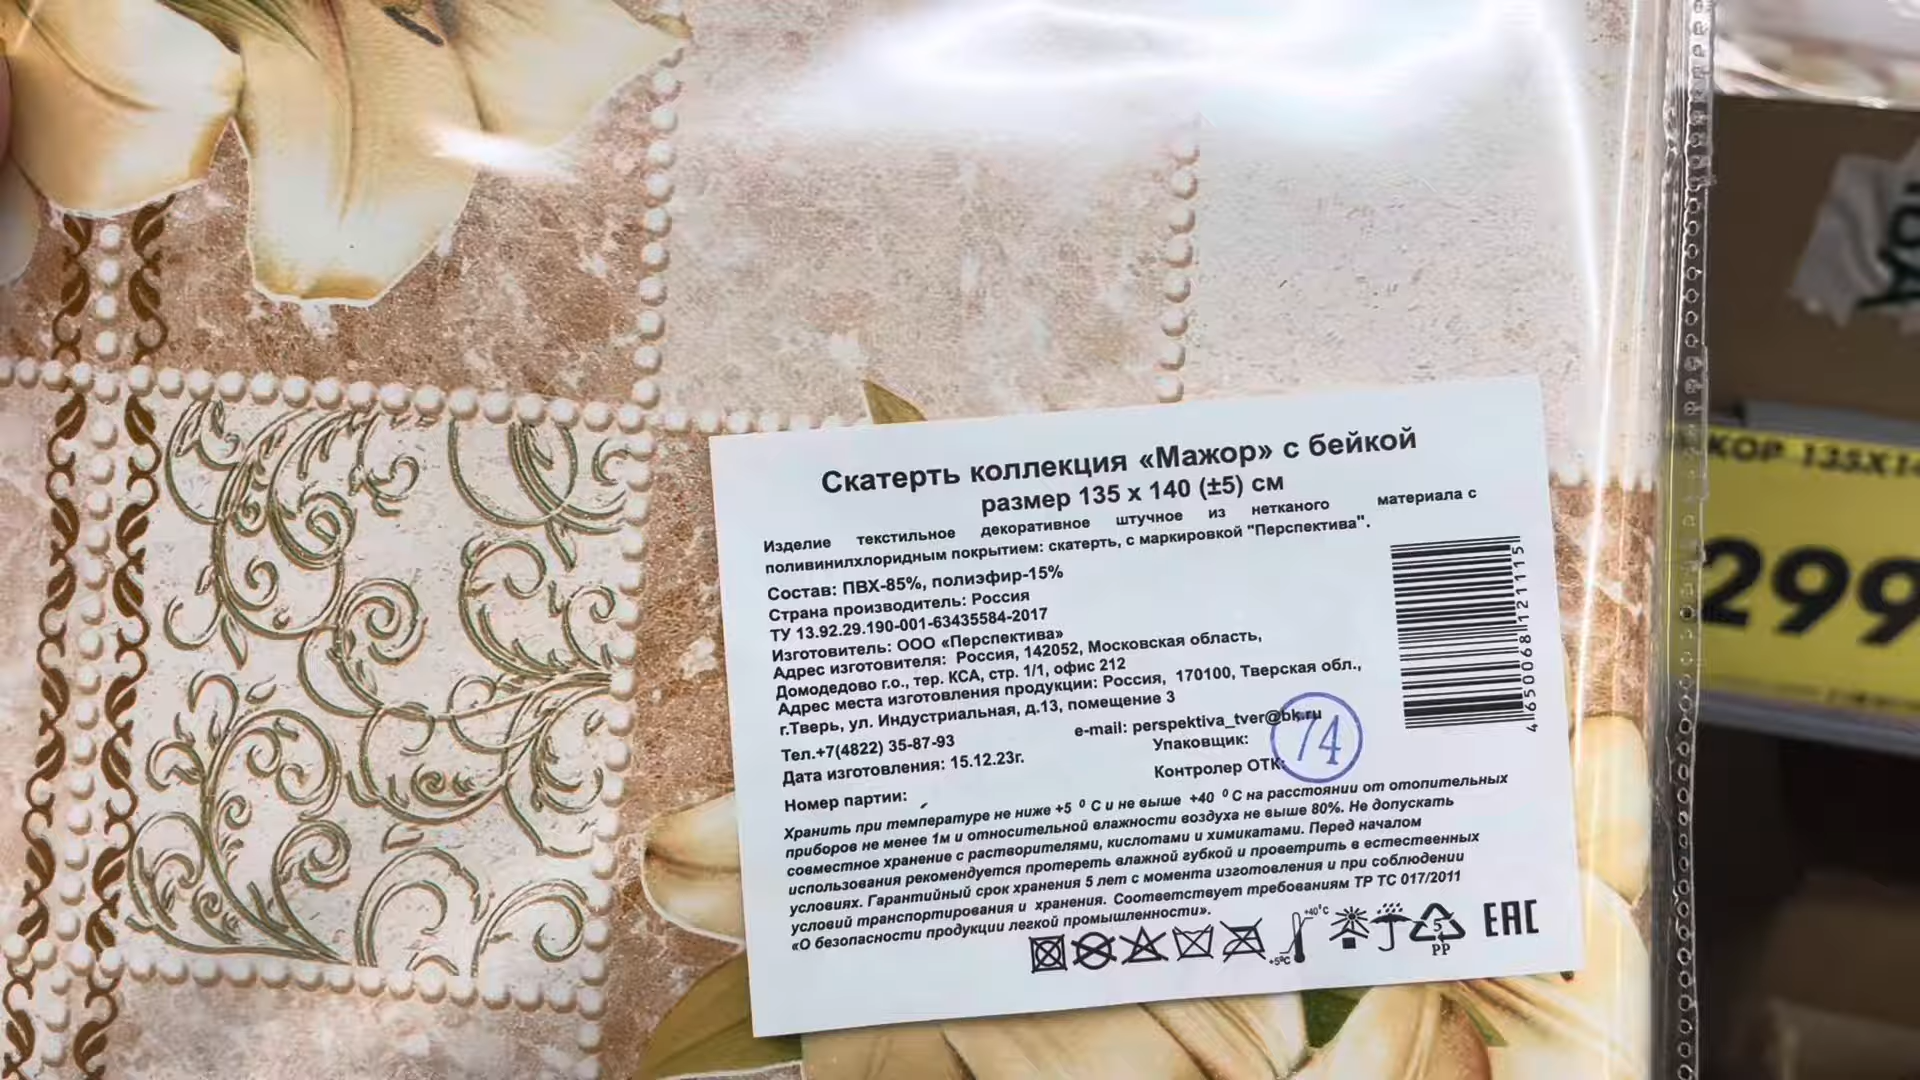 Скатерть коллекция «Мажор» с бейкой
размер 135 х 140 (±5) см
Изделие текстильное декоративное штучное из нетканого материала с
поливинилхлоридным покрытием: скатерть, с маркировкой "Перспектива".
Состав: ПВХ-85%, полиэфир-15%
Страна производитель: Россия
ТУ 13.92.29.190-001-63435584-2017
Изготовитель: ООО «Перспектива»
Адрес изготовителя: Россия, 142052, Московская область,
Домодедово г.о., тер. КСА, стр. 1/1, офис 212
Адрес места изготовления продукции: Россия, 170100, Тверская обл.,
г.Тверь, ул. Индустриальная, д.13, помещение 3
Тел.+7(4822) 35-87-93 e-mail: perspektiva_tver@bk.ru
Дата изготовления: 15.12.23г. Упаковщик:
74
Номер партии: Контролер ОТК:
Хранить при температуре не ниже +5 ⁰ С и не выше +40 ⁰ С на расстоянии от отопительных
приборов не менее 1м и относительной влажности воздуха не выше 80%. Не допускать
совместное хранение с растворителями, кислотами и химикатами. Перед началом
использования рекомендуется протереть влажной губкой и проветрить в естественных
условиях. Гарантийный срок хранения 5 лет с момента изготовления и при соблюдении
условий транспортирования и хранения. Соответствует требованиям ТР ТС 017/2011
«О безопасности продукции легкой промышленности».
+5⁰С +40⁰С
5
PP
EAC
4650068121115
КОР 135Х14
299